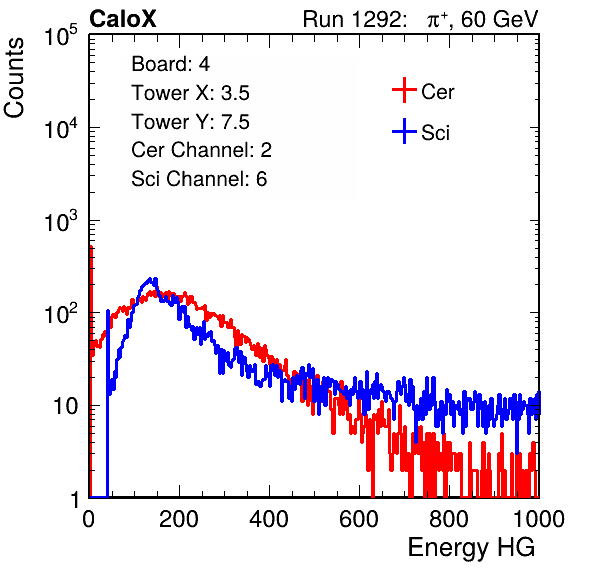 CaloX Run 1292: π⁺, 60 GeV
Counts
Board: 4
Tower X: 3.5
Tower Y: 7.5
Cer Channel: 2
Sci Channel: 6
Cer
Sci
10⁵
10⁴
10³
10²
10
1
0 200 400 600 800 1000
Energy HG